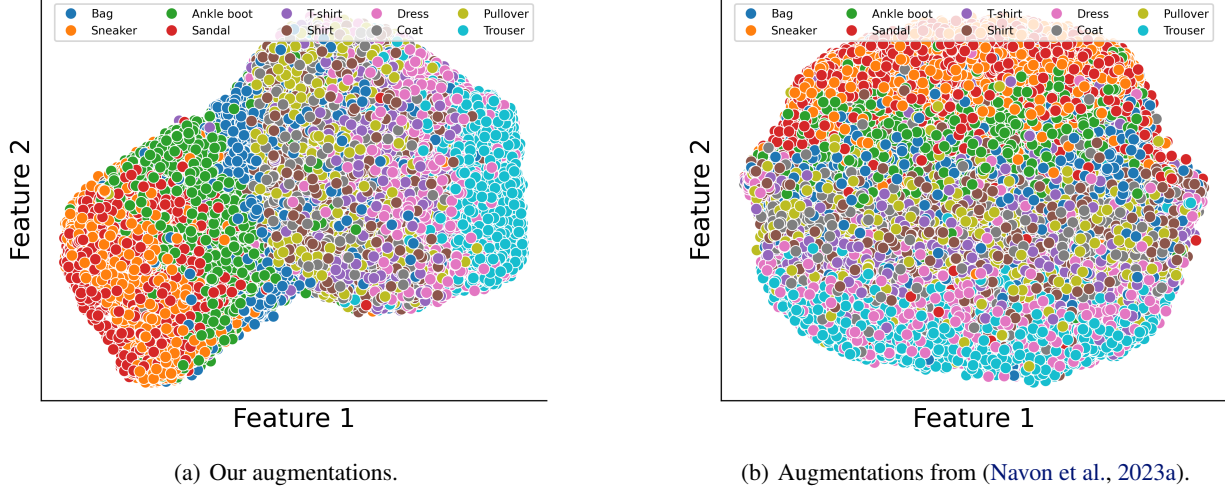 Bag Ankle boot T-shirt Dress Pullover
Sneaker Sandal Shirt Coat Trouser
Feature 2
Feature 1
(a) Our augmentations.
Bag Ankle boot T-shirt Dress Pullover
Sneaker Sandal Shirt Coat Trouser
Feature 2
Feature 1
(b) Augmentations from (Navon et al., 2023a).